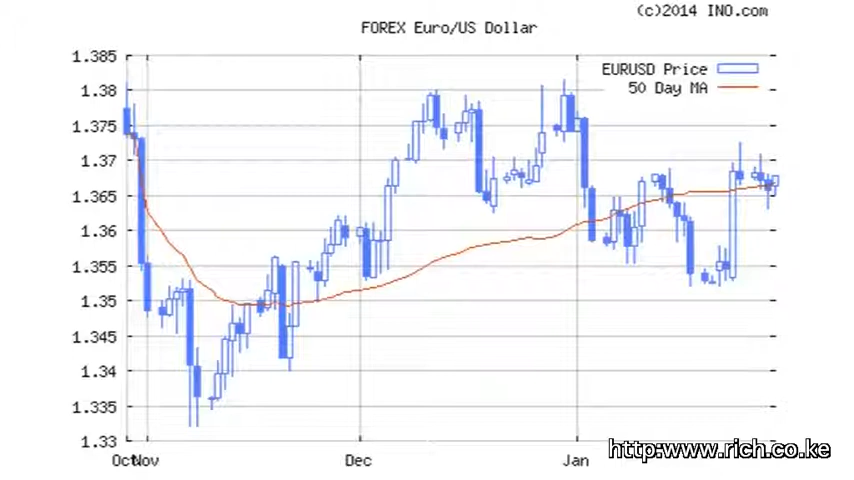 (c)2014 INO.com
FOREX Euro/US Dollar
EURUSD Price
50 Day MA
1.385
1.38
1.375
1.37
1.365
1.36
1.355
1.35
1.345
1.34
1.335
1.33
Oct Nov Dec Jan
http:www.rich.co.ke